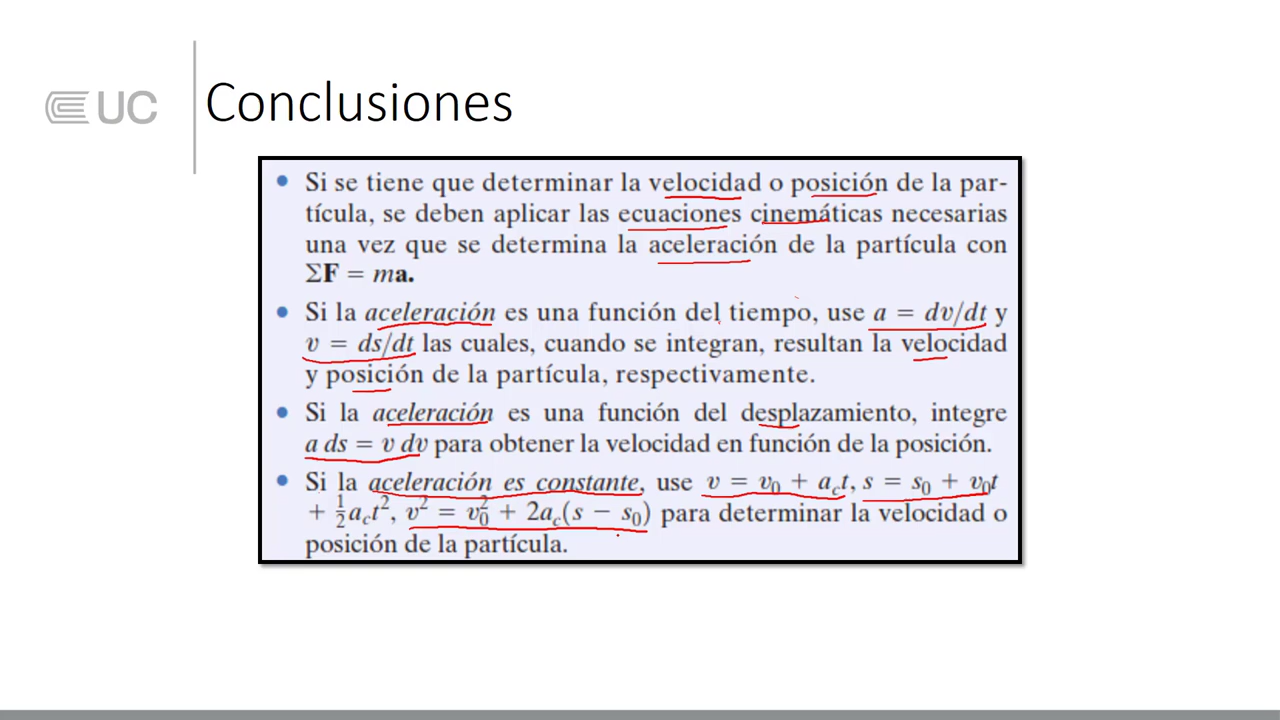 UC
Conclusiones
• Si se tiene que determinar la velocidad o posición de la par-
tícula, se deben aplicar las ecuaciones cinemáticas necesarias
una vez que se determina la aceleración de la partícula con
ΣF = ma.
• Si la aceleración es una función del tiempo, use a = dv/dt y
v = ds/dt las cuales, cuando se integran, resultan la velocidad
y posición de la partícula, respectivamente.
• Si la aceleración es una función del desplazamiento, integre
a ds = v dv para obtener la velocidad en función de la posición.
• Si la aceleración es constante, use v = v₀ + a_c t, s = s₀ + v₀t
+ ½a_c t², v² = v₀² + 2a_c(s − s₀) para determinar la velocidad o
posición de la partícula.